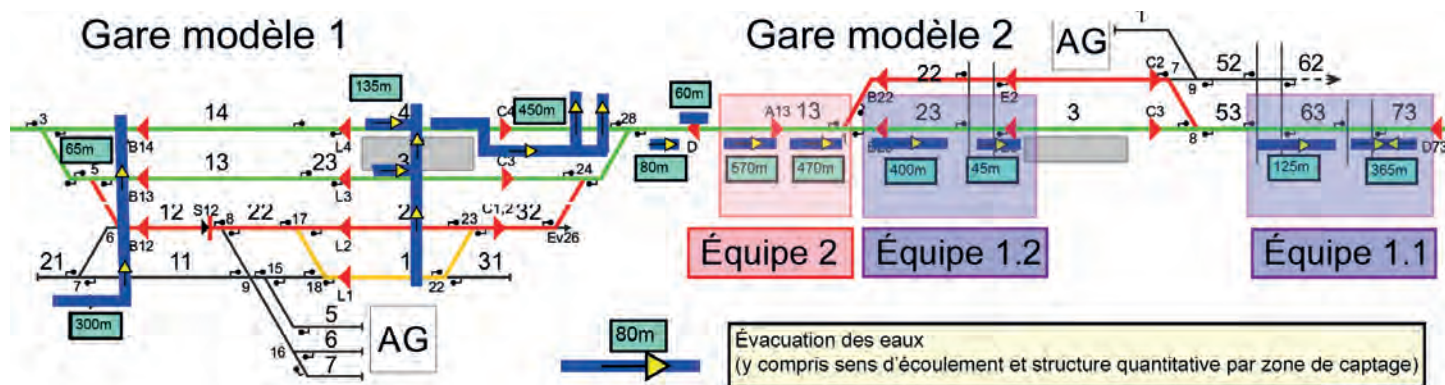 Gare modèle 1
Gare modèle 2
AG
1
135m
450m
60m
22
C2
7
52
62
3
14
4
C4
28
B22
E2
9
A13
13
2
23
3
C3
53
63
73
65m
B14
L4
D
8
D73
5
13
23
3
C3
24
80m
570m
470m
400m
45m
125m
365m
B13
L3
12
S12
8
22
17
2
C1,2
23
32
6
B12
L2
Ev26
Équipe 2
Équipe 1.2
Équipe 1.1
21
11
15
1
31
7
9
18
L1
22
300m
5
AG
6
16
7
80m
Évacuation des eaux
(y compris sens d'écoulement et structure quantitative par zone de captage)